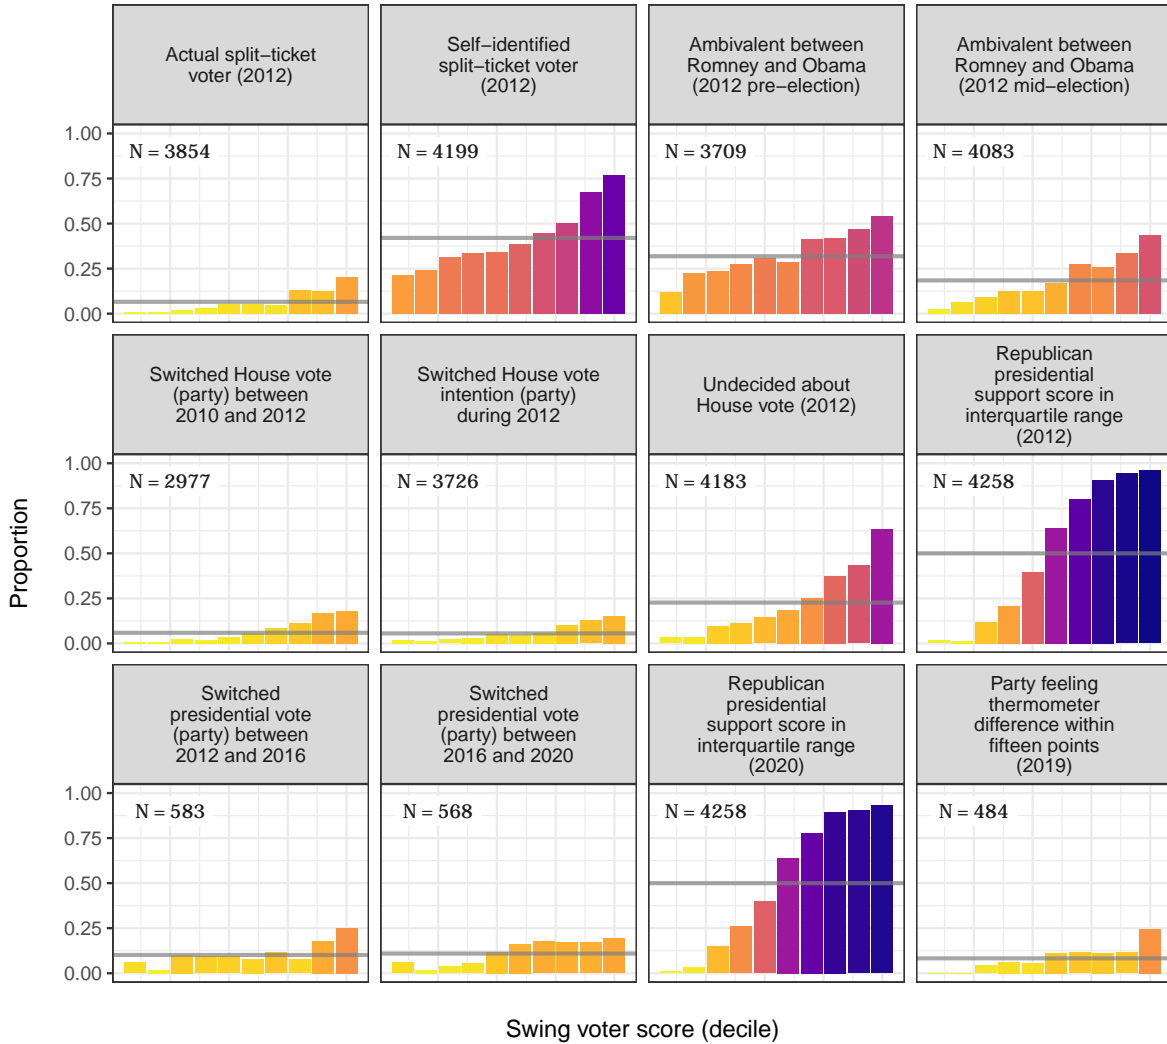 Actual split−ticket
voter (2012)
Self−identified
split−ticket voter
(2012)
Ambivalent between
Romney and Obama
(2012 pre−election)
Ambivalent between
Romney and Obama
(2012 mid−election)
1.00
0.75
0.50
0.25
0.00
N = 3854
N = 4199
N = 3709
N = 4083
Switched House vote
(party) between
2010 and 2012
Switched House vote
intention (party)
during 2012
Undecided about
House vote (2012)
Republican
presidential
support score in
interquartile range
(2012)
1.00
0.75
0.50
0.25
0.00
N = 2977
N = 3726
N = 4183
N = 4258
Switched
presidential vote
(party) between
2012 and 2016
Switched
presidential vote
(party) between
2016 and 2020
Republican
presidential
support score in
interquartile range
(2020)
Party feeling
thermometer
difference within
fifteen points
(2019)
1.00
0.75
0.50
0.25
0.00
N = 583
N = 568
N = 4258
N = 484
Proportion
Swing voter score (decile)